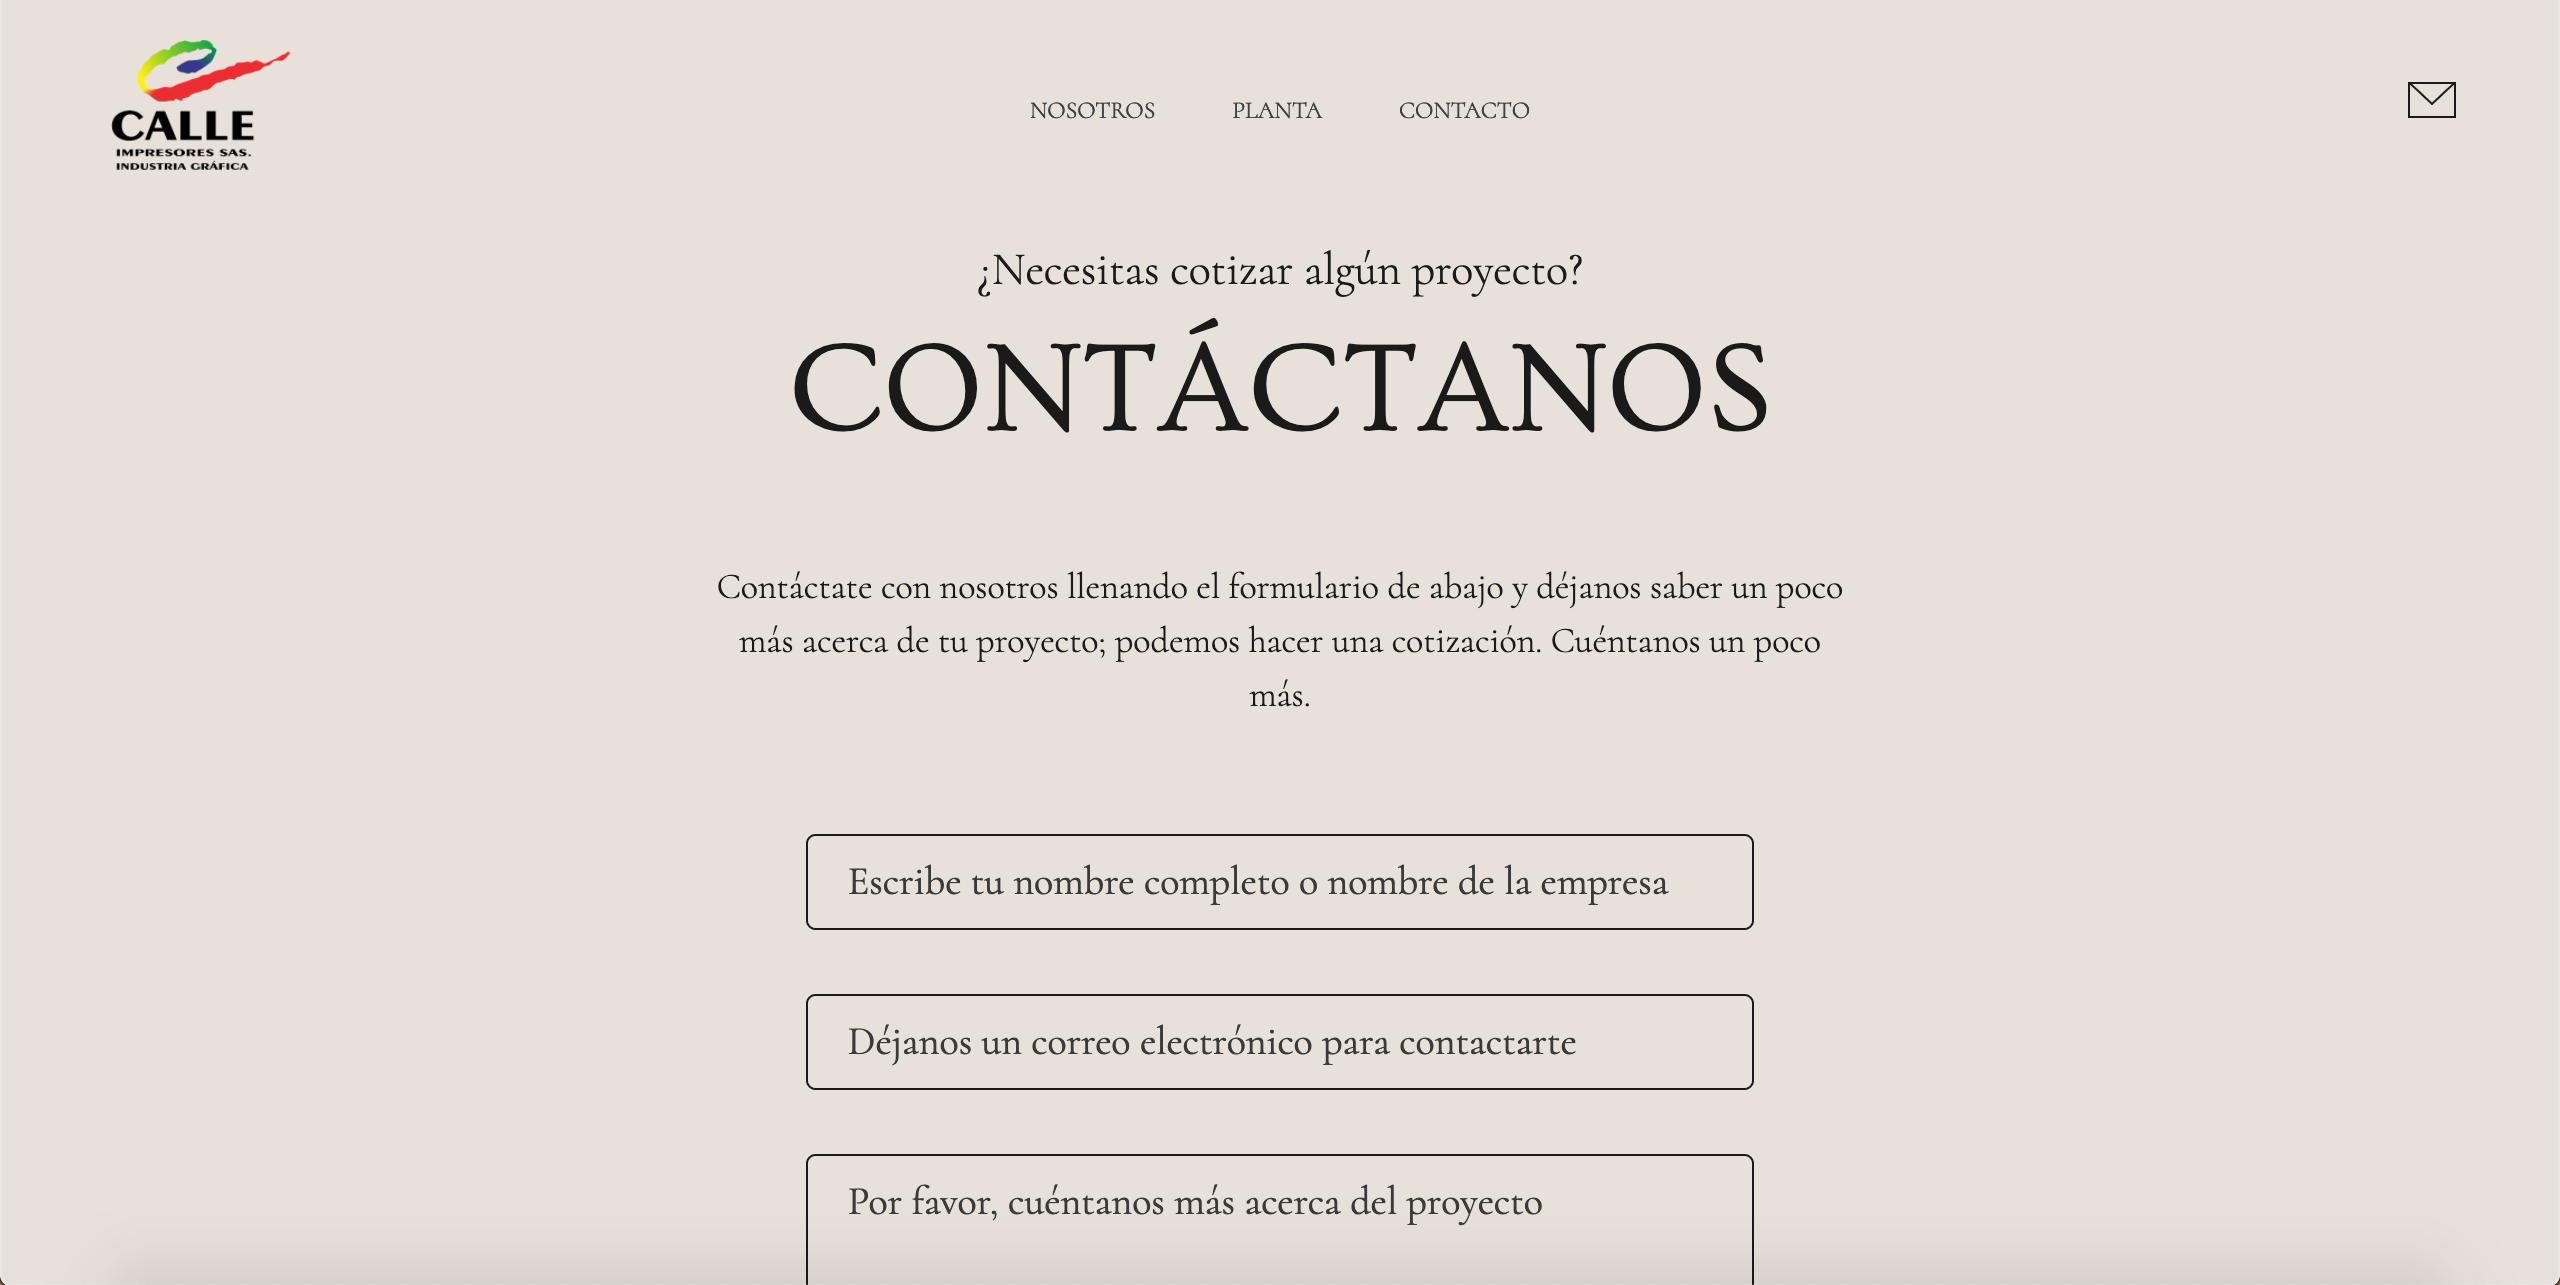 CALLE
IMPRESORES SAS.
INDUSTRIA GRÁFICA
NOSOTROS PLANTA CONTACTO
¿Necesitas cotizar algún proyecto?
CONTÁCTANOS
Contáctate con nosotros llenando el formulario de abajo y déjanos saber un poco
más acerca de tu proyecto; podemos hacer una cotización. Cuéntanos un poco
más.
Escribe tu nombre completo o nombre de la empresa
Déjanos un correo electrónico para contactarte
Por favor, cuéntanos más acerca del proyecto